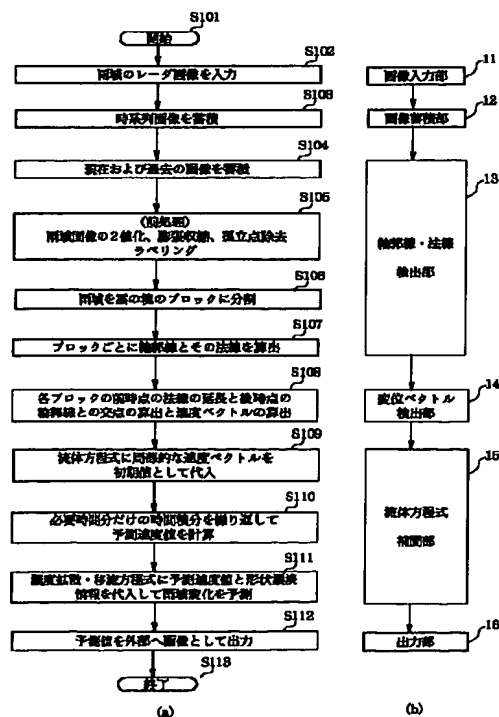 S101
開始
S102
雨域のレーダ画像を入力
S103
時系列画像を蓄積
S104
現在および過去の画像を蓄積
S105
(前処理)
雨域画像の2値化、膨張収縮、孤立点除去
ラベリング
S106
雨域を雲の塊のブロックに分割
S107
ブロックごとに輪郭線とその法線を算出
S108
各ブロックの前時点の法線の延長と後時点の
輪郭線との交点の算出と速度ベクトルの算出
S109
流体方程式に局部的な速度ベクトルを
初期値として代入
S110
必要時間分だけの時間積分を繰り返して
予測速度値を計算
S111
濃度拡散・移流方程式に予測速度値と形状
情報を代入して雨域変化を予測
S112
予測値を外部へ画像として出力
S113
終了
(a)
11
画像入力部
12
画像蓄積部
13
輪郭線・法線
検出部
14
変位ベクトル
検出部
15
流体方程式
補間部
16
出力部
(b)